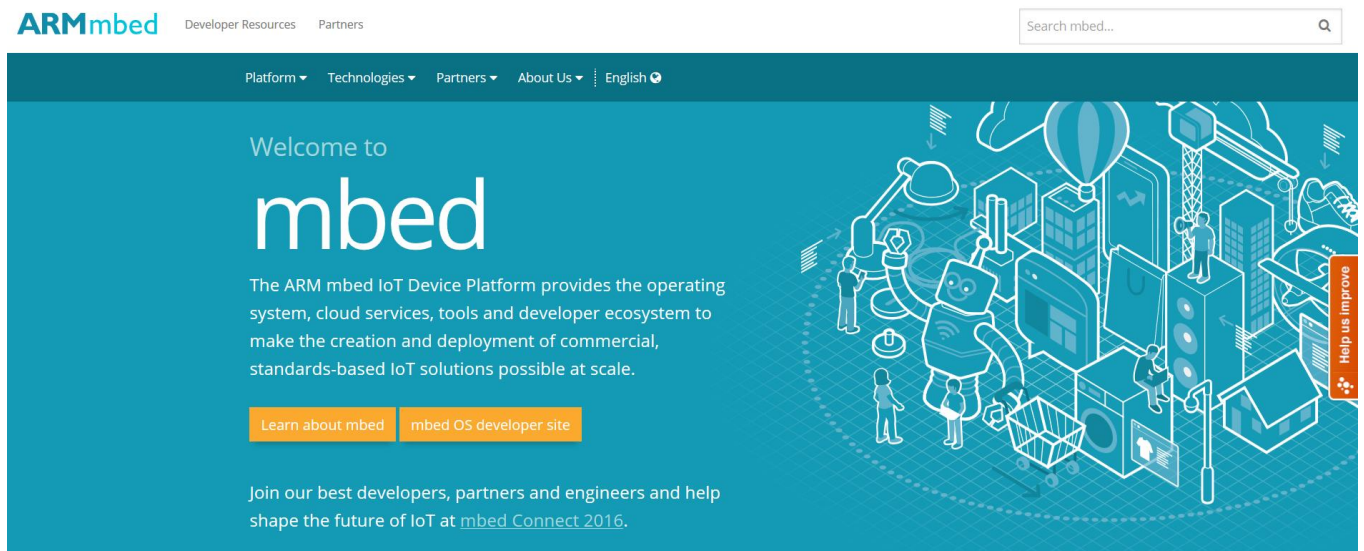 ARMmbed Developer Resources Partners Search mbed...
Platform Technologies Partners About Us English
Welcome to
mbed
The ARM mbed IoT Device Platform provides the operating
system, cloud services, tools and developer ecosystem to
make the creation and deployment of commercial,
standards-based IoT solutions possible at scale.
Learn about mbed mbed OS developer site
Join our best developers, partners and engineers and help
shape the future of IoT at mbed Connect 2016.
Help us improve